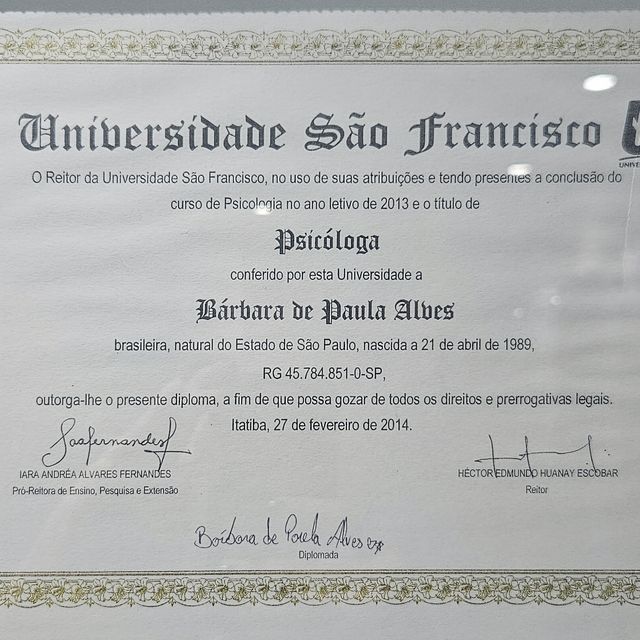 Universidade São Francisco
UNIVER
O Reitor da Universidade São Francisco, no uso de suas atribuições e tendo presentes a conclusão do
curso de Psicologia no ano letivo de 2013 e o título de
Psicóloga
conferido por esta Universidade a
Bárbara de Paula Alves
brasileira, natural do Estado de São Paulo, nascida a 21 de abril de 1989,
RG 45.784.851-0-SP,
outorga-lhe o presente diploma, a fim de que possa gozar de todos os direitos e prerrogativas legais.
Itatiba, 27 de fevereiro de 2014.
IARA ANDRÉA ALVARES FERNANDES
Pró-Reitora de Ensino, Pesquisa e Extensão
HÉCTOR EDMUNDO HUANAY ESCOBAR
Reitor
Bárbara de Paula Alves
Diplomada